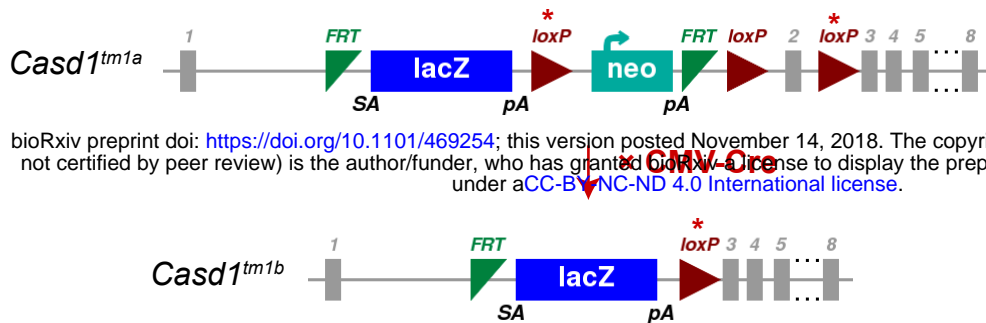 * *
1 FRT loxP FRT loxP 2 loxP 3 4 5 8
Casd1tm1a lacZ neo ...
SA pA pA
bioRxiv preprint doi: https://doi.org/10.1101/469254; this version posted November 14, 2018. The copyri
not certified by peer review) is the author/funder, who has granted bioRxiv a license to display the prep
× CMV-Cre
under aCC-BY-NC-ND 4.0 International license.
*
1 FRT loxP 3 4 5 8
Casd1tm1b lacZ ...
SA pA